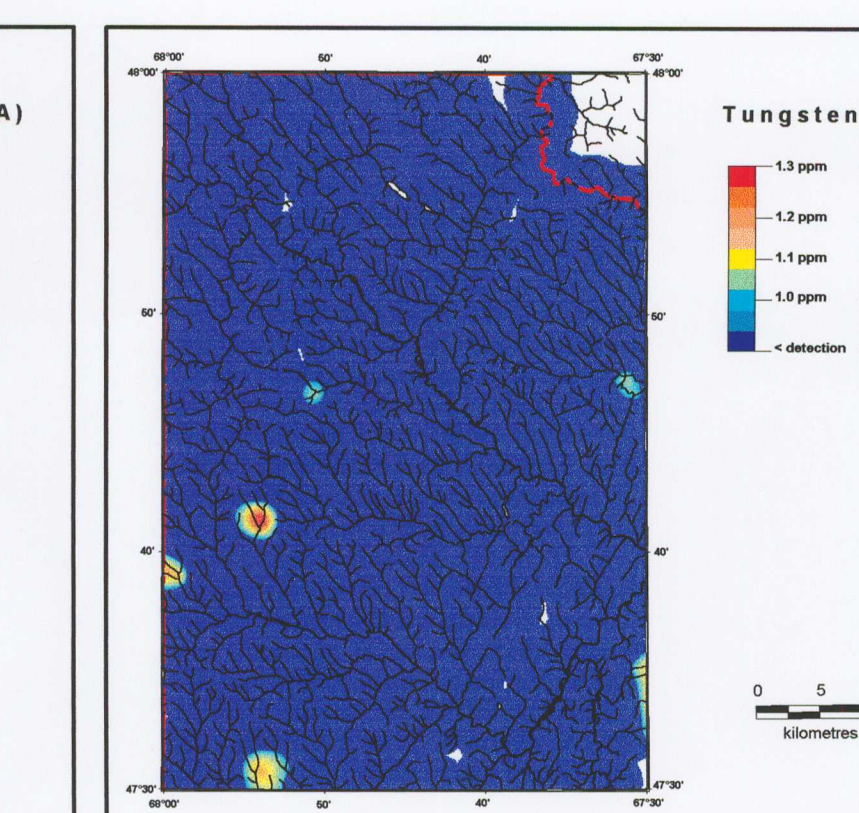 A)
68°00' 50' 40' 67°30'
48°00' 48°00'
Tungsten
1.3 ppm
1.2 ppm
1.1 ppm
1.0 ppm
< detection
50' 50'
40' 40'
0 5
kilometres
47°30' 47°30'
68°00' 50' 40' 67°30'